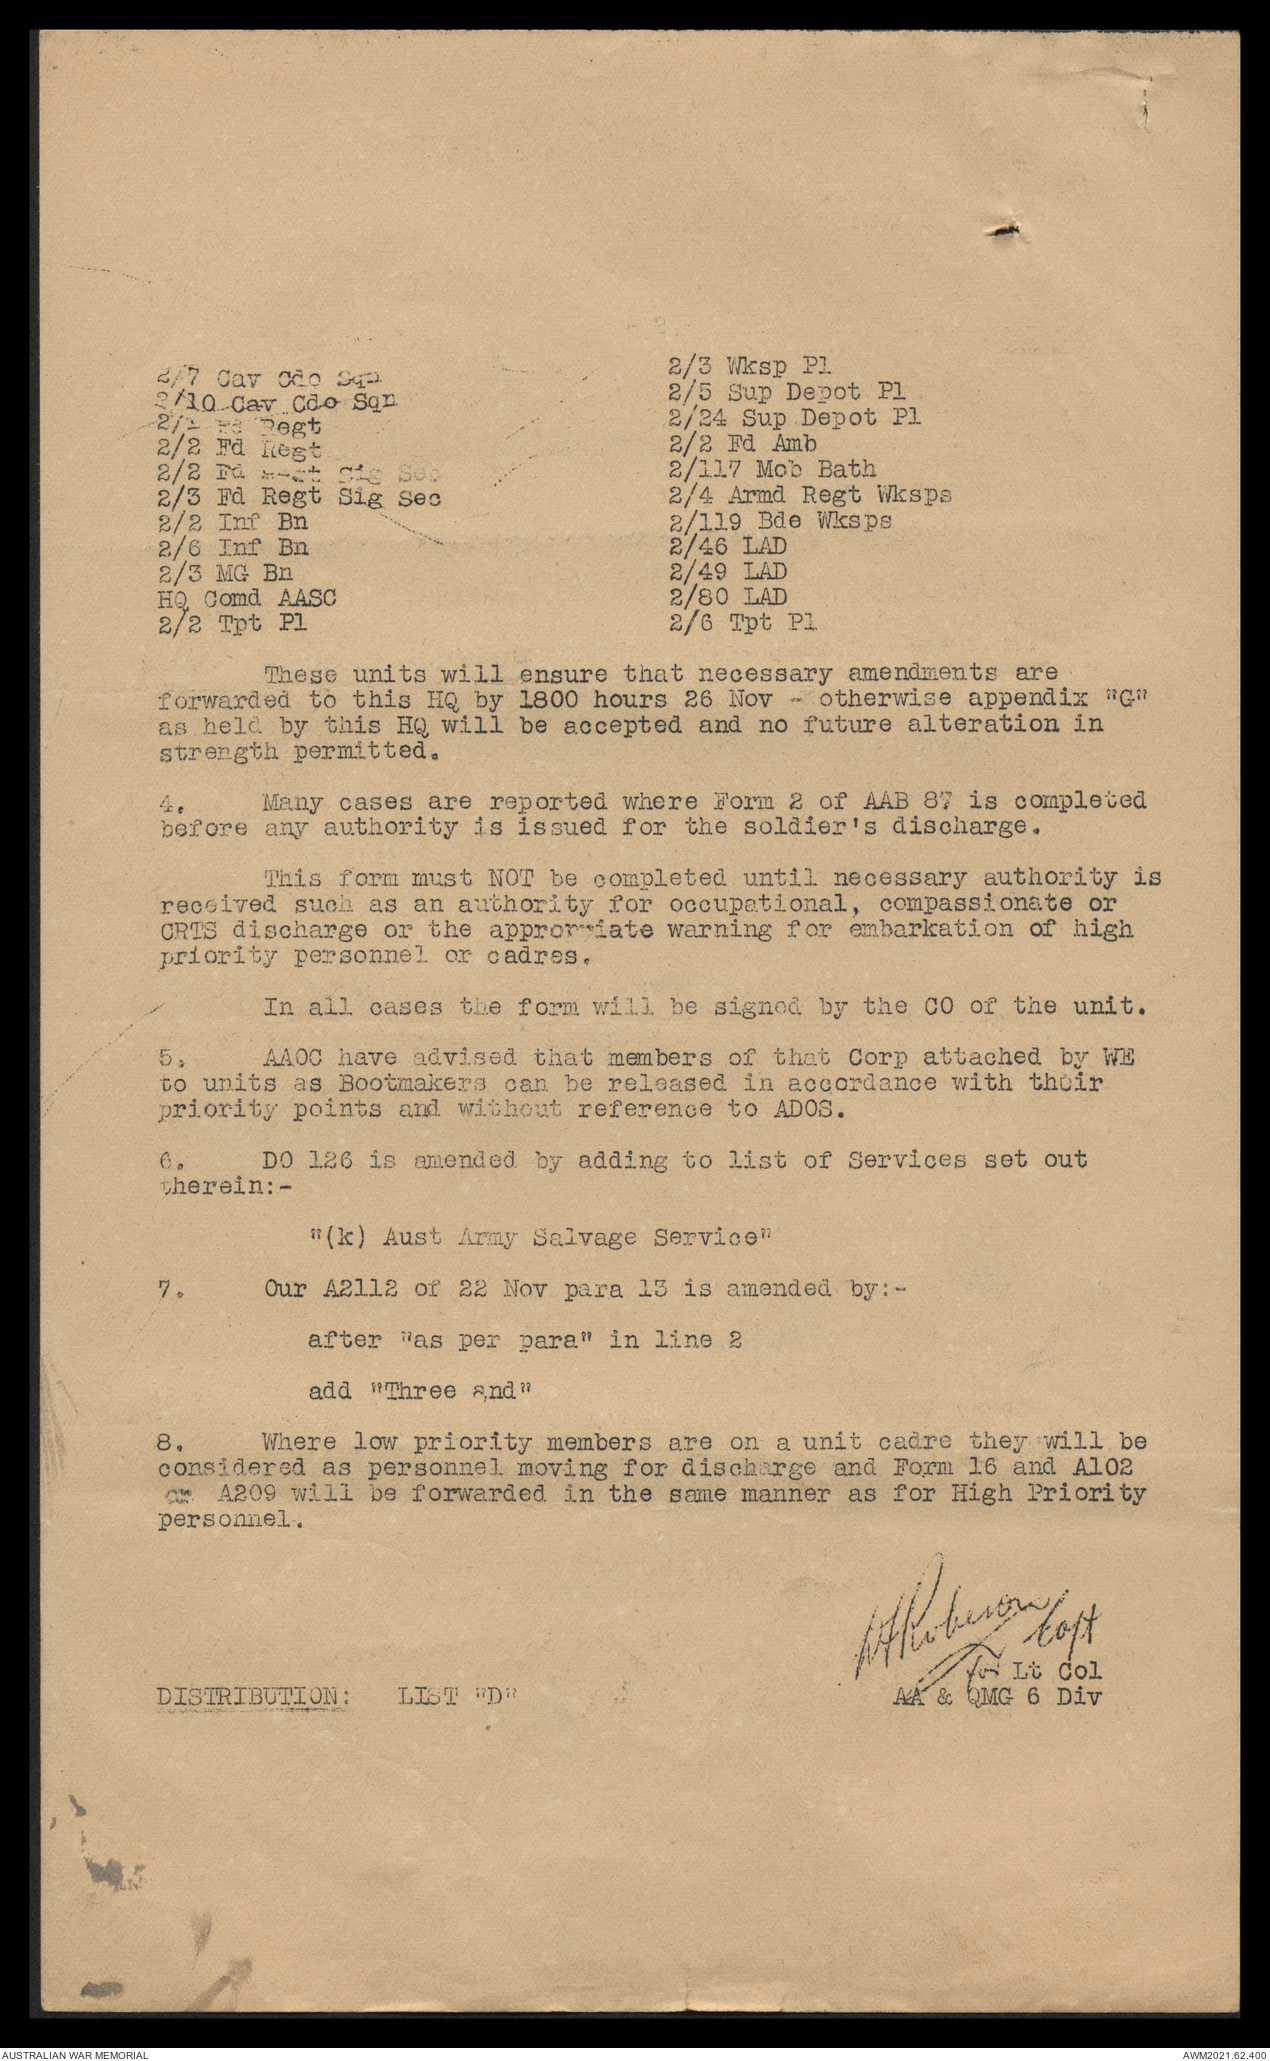 2/7 Cav Cdo Sqn
2/10 Cav Cdo Sqn
2/1 Fd Regt
2/2 Fd Regt
2/2 Fd Regt Sig Sec
2/3 Fd Regt Sig Sec
2/2 Inf Bn
2/6 Inf Bn
2/3 MG Bn
HQ Comd AASC
2/2 Tpt Pl
2/3 Wksp Pl
2/5 Sup Depot Pl
2/24 Sup Depot Pl
2/2 Fd Amb
2/117 Mob Bath
2/4 Armd Regt Wksps
2/119 Bde Wksps
2/46 LAD
2/49 LAD
2/80 LAD
2/6 Tpt Pl
These units will ensure that necessary amendments are
forwarded to this HQ by 1800 hours 26 Nov - otherwise appendix "G"
as held by this HQ will be accepted and no future alteration in
strength permitted.
4. Many cases are reported where Form 2 of AAB 87 is completed
before any authority is issued for the soldier's discharge.
This form must NOT be completed until necessary authority is
received such as an authority for occupational, compassionate or
CRTS discharge or the appropriate warning for embarkation of high
priority personnel or cadres.
In all cases the form will be signed by the CO of the unit.
5. AAOC have advised that members of that Corp attached by WE
to units as Bootmakers can be released in accordance with their
priority points and without reference to ADOS.
6. DO 126 is amended by adding to list of Services set out
therein:-
"(k) Aust Army Salvage Service"
7. Our A2112 of 22 Nov para 13 is amended by:-
after "as per para" in line 2
add "Three and"
8. Where low priority members are on a unit cadre they will be
considered as personnel moving for discharge and Form 16 and A102
or A209 will be forwarded in the same manner as for High Priority
personnel.
Roberson Capt
for Lt Col
AA & QMG 6 Div
DISTRIBUTION: LIST "D"
AUSTRALIAN WAR MEMORIAL
AWM2021.62.400